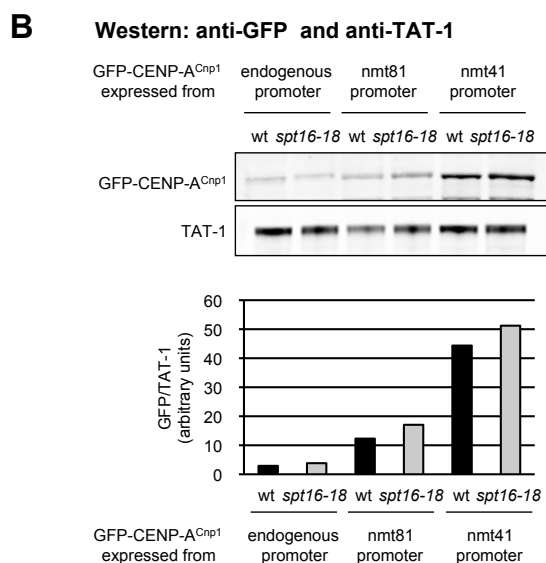 B Western: anti-GFP and anti-TAT-1
GFP-CENP-ACnp1 endogenous nmt81 nmt41
expressed from promoter promoter promoter
wt spt16-18 wt spt16-18 wt spt16-18
GFP-CENP-ACnp1
TAT-1
60
50
40
30
20
10
0
GFP/TAT-1
(arbitrary units)
wt spt16-18 wt spt16-18 wt spt16-18
GFP-CENP-ACnp1 endogenous nmt81 nmt41
expressed from promoter promoter promoter